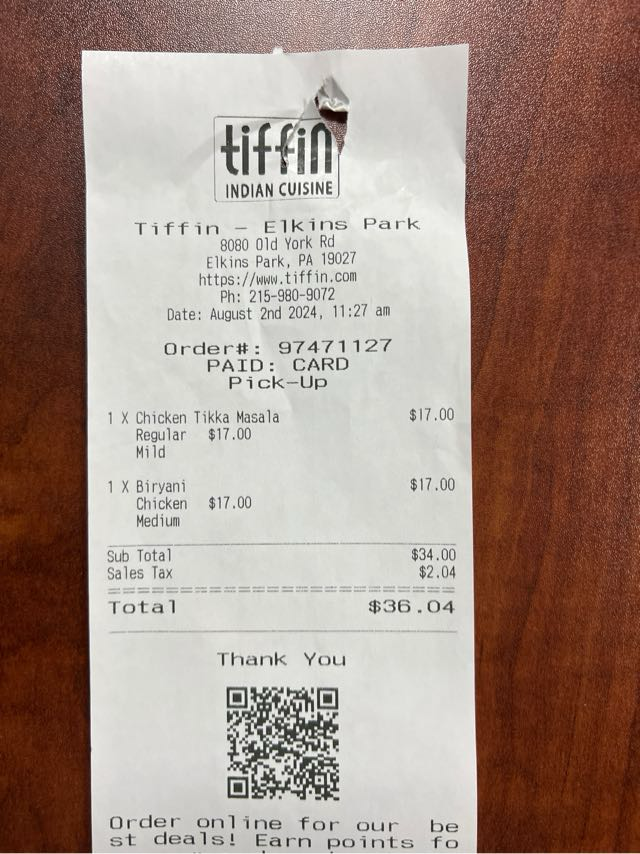 tiffin
INDIAN CUISINE
Tiffin - Elkins Park
8080 Old York Rd
Elkins Park, PA 19027
https://www.tiffin.com
Ph: 215-980-9072
Date: August 2nd 2024, 11:27 am
Order#: 97471127
PAID: CARD
Pick-Up
1 X Chicken Tikka Masala $17.00
Regular $17.00
Mild
1 X Biryani $17.00
Chicken $17.00
Medium
Sub Total $34.00
Sales Tax $2.04
Total $36.04
Thank You
Order online for our be
st deals! Earn points fo